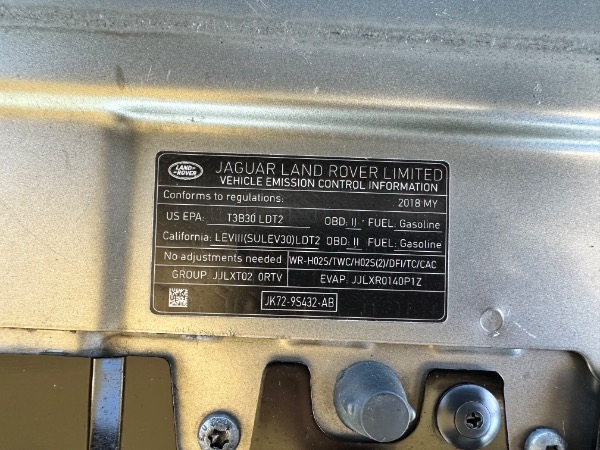 LAND ROVER
JAGUAR LAND ROVER LIMITED
VEHICLE EMISSION CONTROL INFORMATION
Conforms to regulations: 2018 MY
US EPA: T3B30 LDT2 OBD: II FUEL: Gasoline
California: LEVIII(SULEV30)LDT2 OBD: II FUEL: Gasoline
No adjustments needed WR-HO2S/TWC/HO2S(2)/DFI/TC/CAC
GROUP: JJLXT02.0RTV EVAP: JJLXR0140P1Z
JK72-9S432-AB